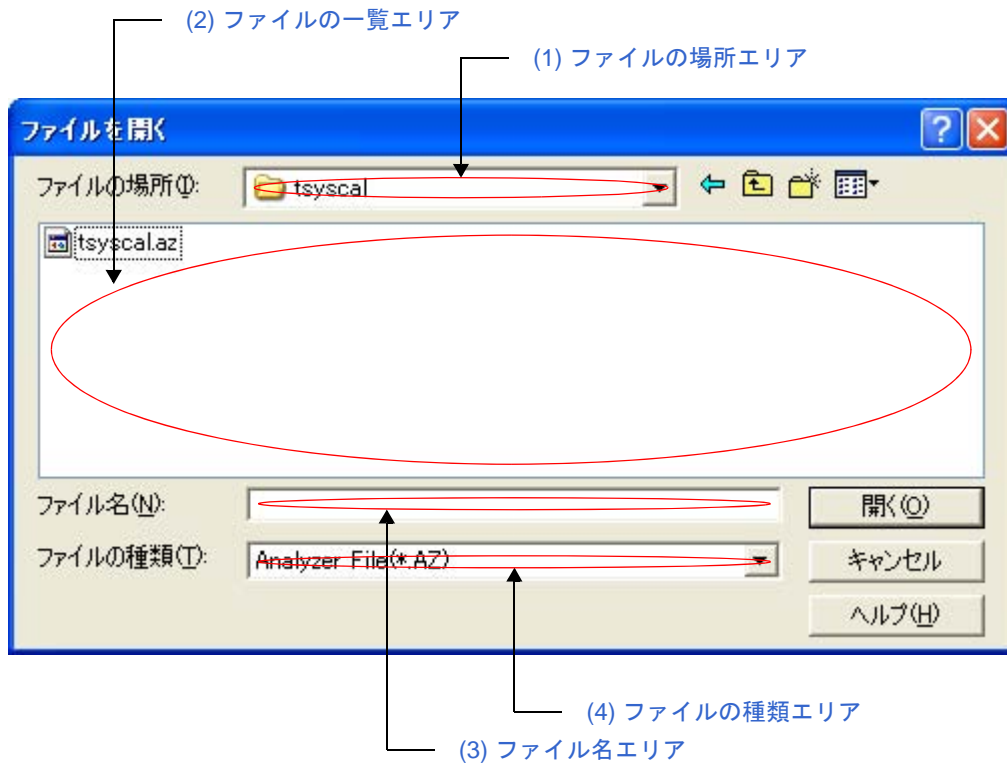 (2) ファイルの一覧エリア
(1) ファイルの場所エリア
ファイルを開く
ファイルの場所(I):
tsyscal
tsyscal.az
ファイル名(N):
開く(O)
ファイルの種類(T):
Analyzer File(*.AZ)
キャンセル
ヘルプ(H)
(4) ファイルの種類エリア
(3) ファイル名エリア